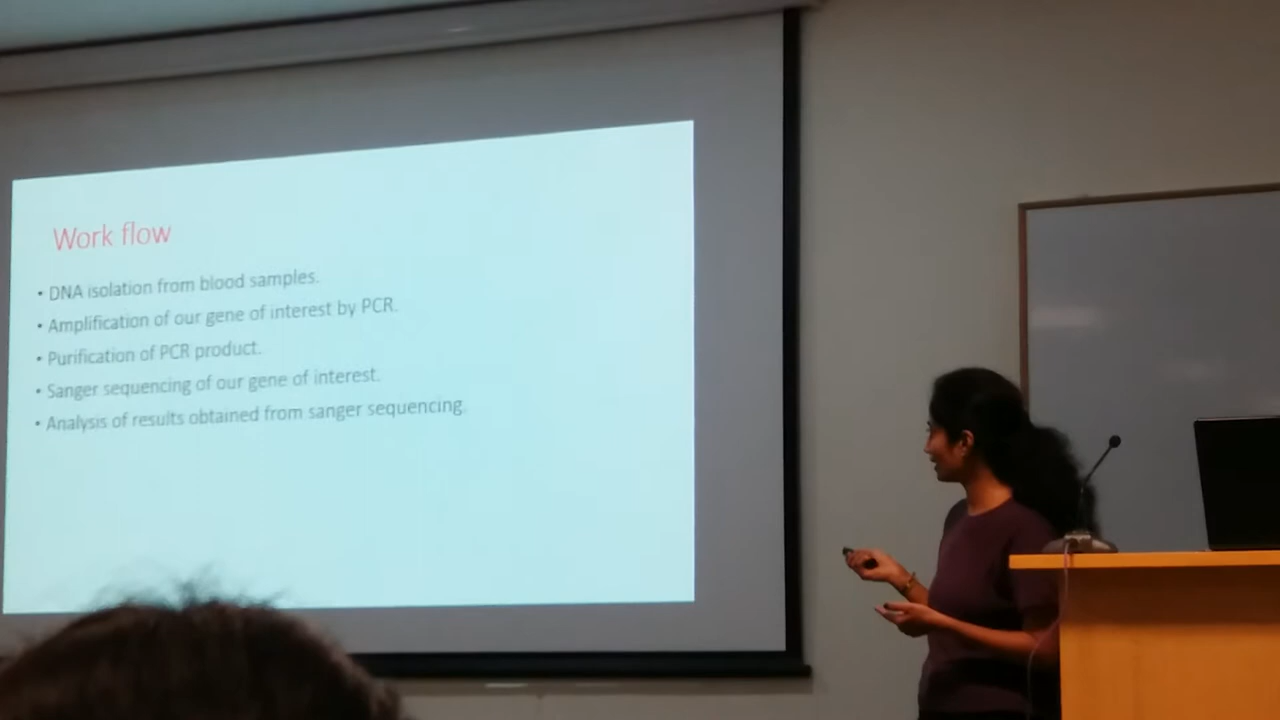 Work flow
• DNA isolation from blood samples.
• Amplification of our gene of interest by PCR.
• Purification of PCR product.
• Sanger sequencing of our gene of interest.
• Analysis of results obtained from sanger sequencing.